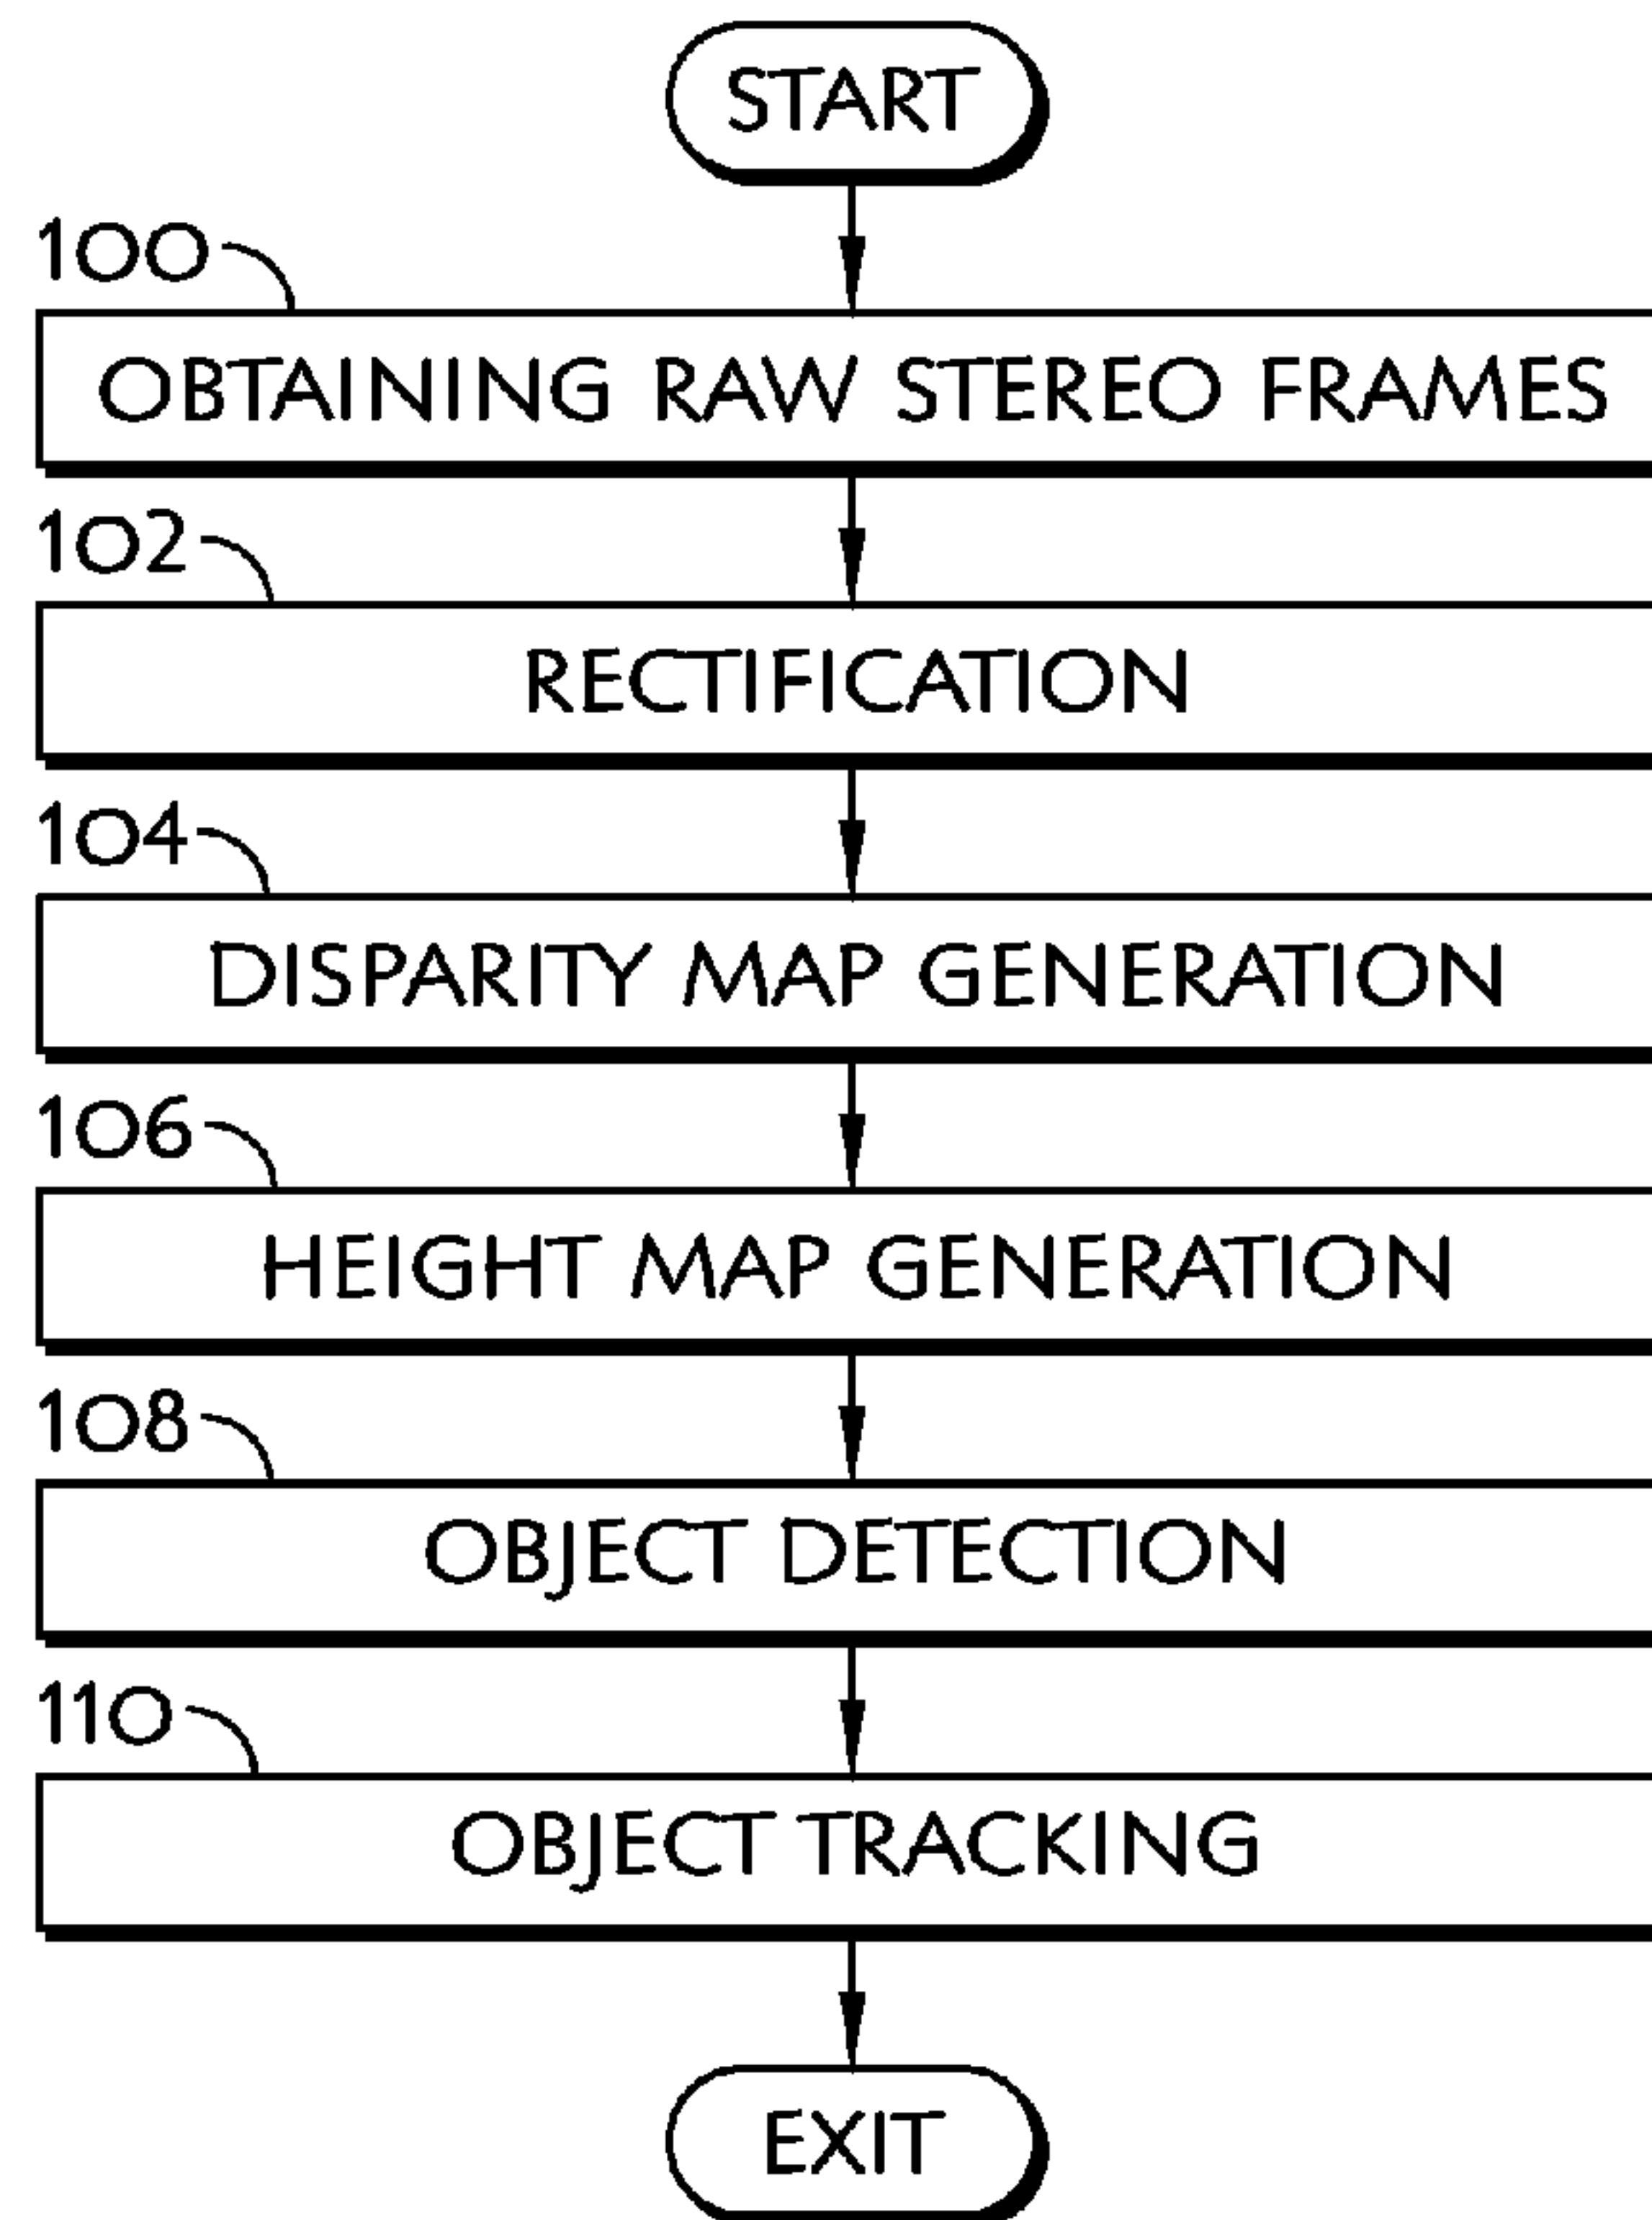 START
100
OBTAINING RAW STEREO FRAMES
102
RECTIFICATION
104
DISPARITY MAP GENERATION
106
HEIGHT MAP GENERATION
108
OBJECT DETECTION
110
OBJECT TRACKING
EXIT